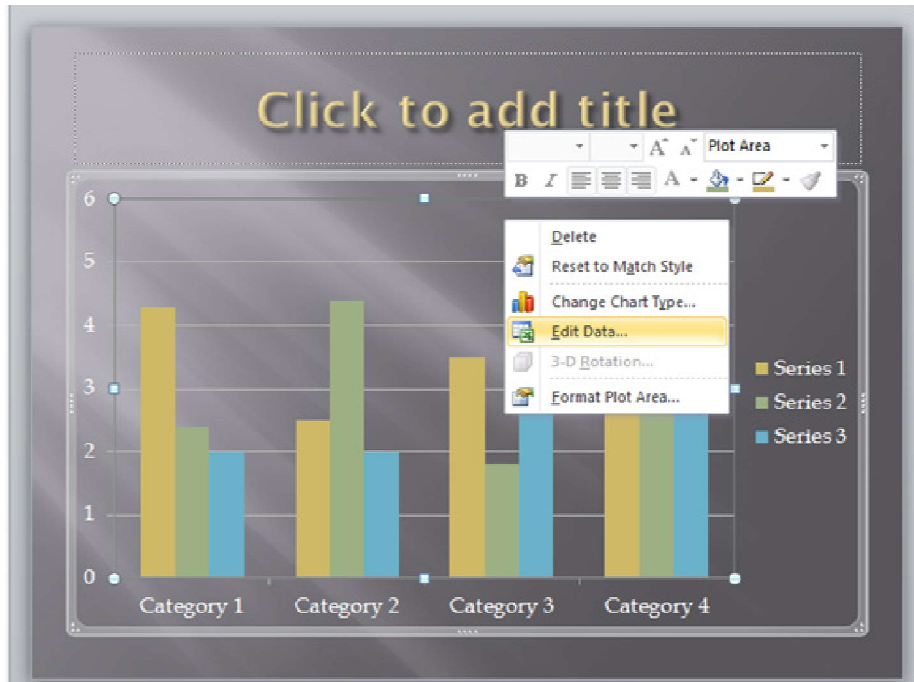 Click to add title
A A Plot Area
B I A
Delete
Reset to Match Style
Change Chart Type...
Edit Data...
3-D Rotation...
Format Plot Area...
6
5
4
3
2
1
0
Category 1 Category 2 Category 3 Category 4
Series 1
Series 2
Series 3